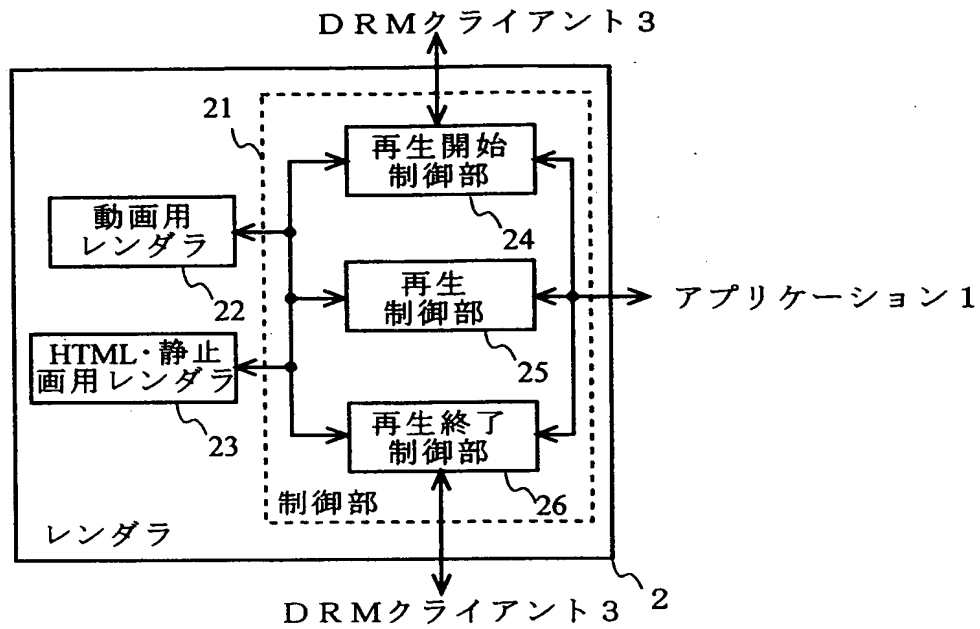 ＤＲＭクライアント３
21
再生開始
制御部
24
動画用
レンダラ
22
再生
制御部
25
アプリケーション１
HTML・静止
画用レンダラ
23
再生終了
制御部
26
制御部
レンダラ
2
ＤＲＭクライアント３